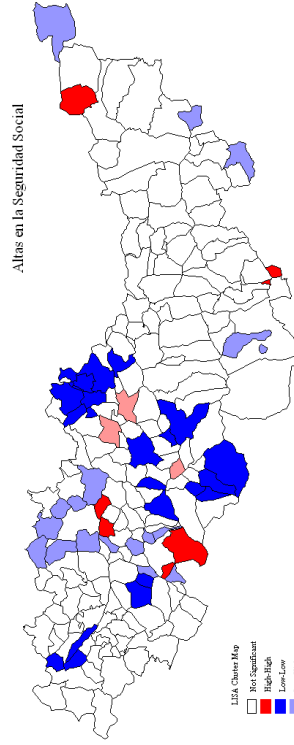 Altas en la Seguridad Social
LISA Cluster Map
Not Significant
High-High
Low-Low